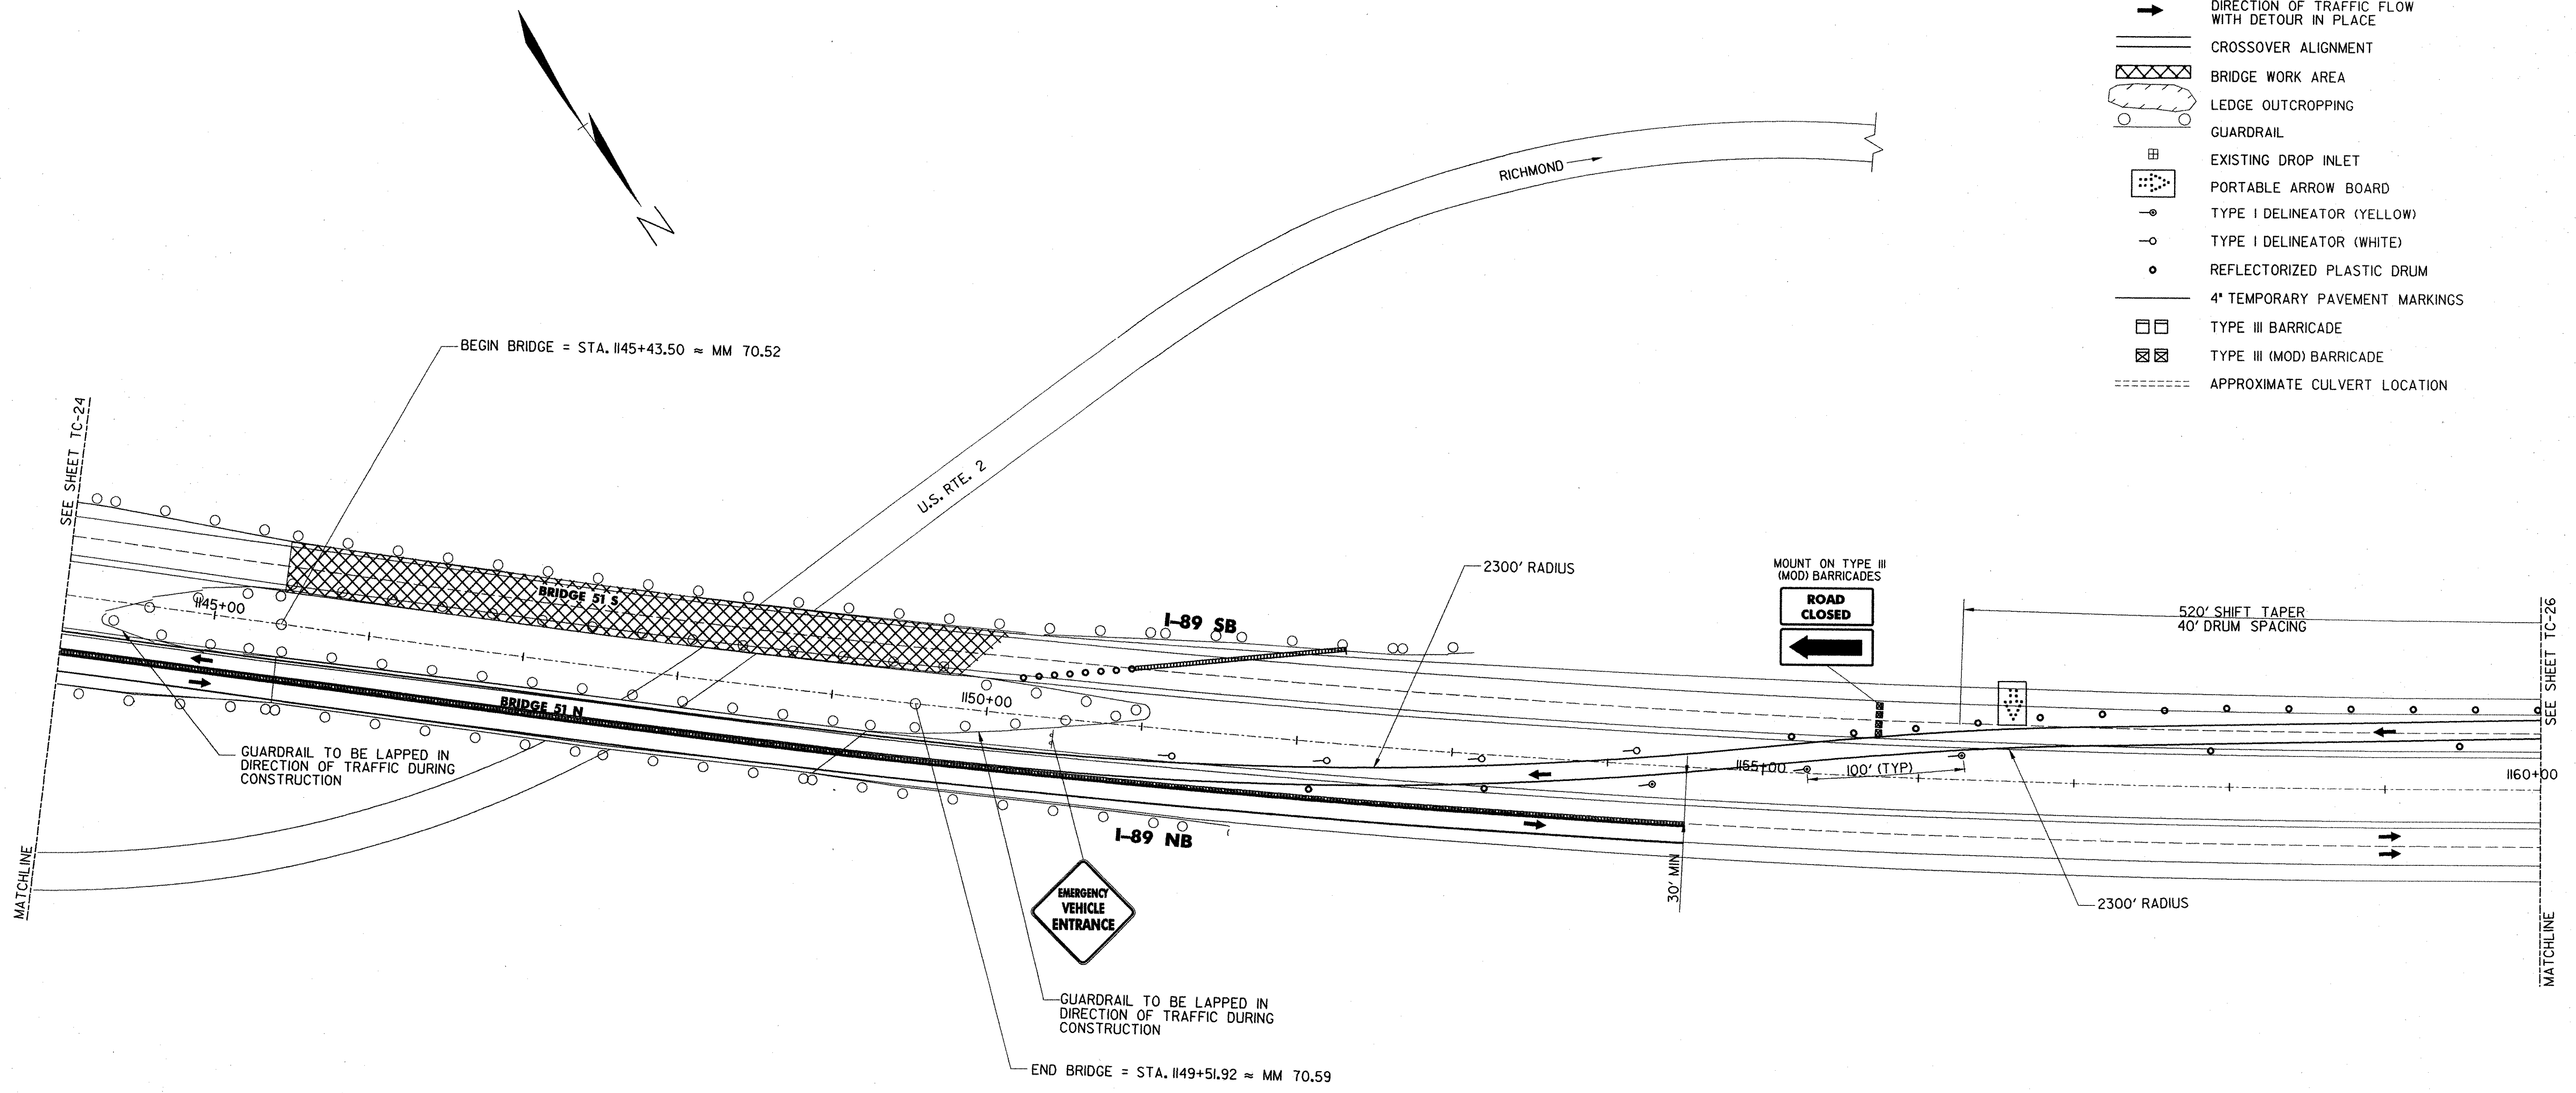 DIRECTION OF TRAFFIC FLOW
WITH DETOUR IN PLACE
CROSSOVER ALIGNMENT
BRIDGE WORK AREA
LEDGE OUTCROPPING
GUARDRAIL
EXISTING DROP INLET
PORTABLE ARROW BOARD
TYPE I DELINEATOR (YELLOW)
TYPE I DELINEATOR (WHITE)
REFLECTORIZED PLASTIC DRUM
4" TEMPORARY PAVEMENT MARKINGS
TYPE III BARRICADE
TYPE III (MOD) BARRICADE
APPROXIMATE CULVERT LOCATION
N
RICHMOND
U.S. RTE. 2
BEGIN BRIDGE = STA. 1145+43.50 ≈ MM 70.52
SEE SHEET TC-24
MATCHLINE
1145+00
BRIDGE 51 S
BRIDGE 51 N
1150+00
I-89 SB
I-89 NB
2300' RADIUS
MOUNT ON TYPE III
(MOD) BARRICADES
ROAD
CLOSED
520' SHIFT TAPER
40' DRUM SPACING
SEE SHEET TC-26
MATCHLINE
1155+00
100' (TYP)
1160+00
30' MIN
2300' RADIUS
GUARDRAIL TO BE LAPPED IN
DIRECTION OF TRAFFIC DURING
CONSTRUCTION
EMERGENCY
VEHICLE
ENTRANCE
GUARDRAIL TO BE LAPPED IN
DIRECTION OF TRAFFIC DURING
CONSTRUCTION
END BRIDGE = STA. 1149+51.92 ≈ MM 70.59